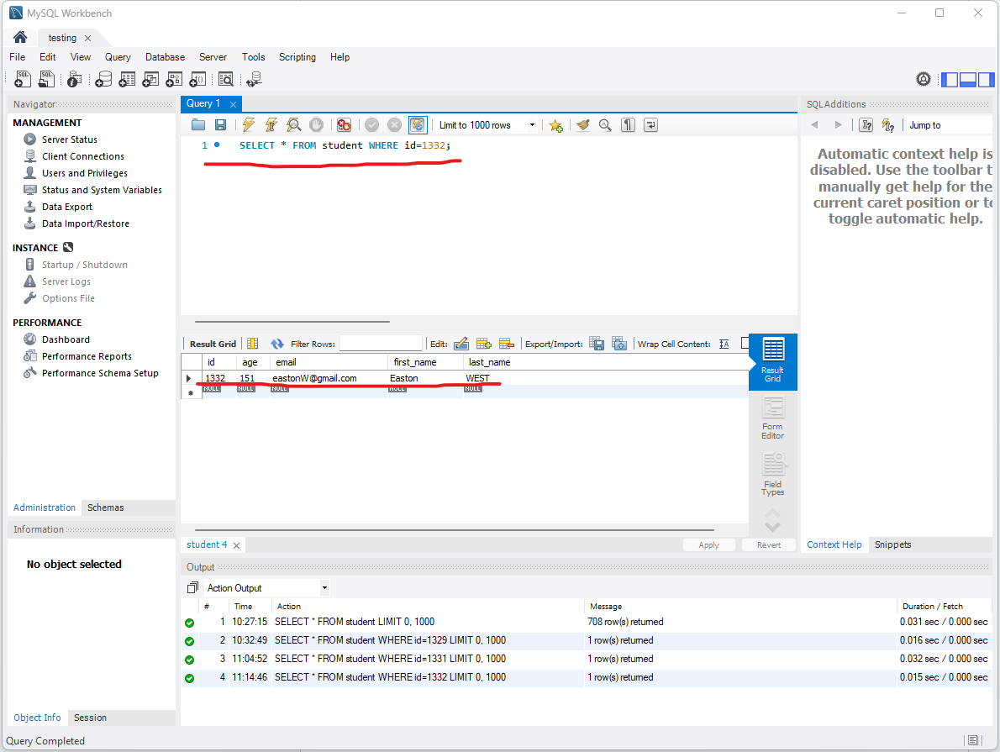 MySQL Workbench
testing
File Edit View Query Database Server Tools Scripting Help
Navigator
MANAGEMENT
Server Status
Client Connections
Users and Privileges
Status and System Variables
Data Export
Data Import/Restore
INSTANCE
Startup / Shutdown
Server Logs
Options File
PERFORMANCE
Dashboard
Performance Reports
Performance Schema Setup
Administration Schemas
Information
No object selected
Object Info Session
Query 1
Limit to 1000 rows
1 SELECT * FROM student WHERE id=1332;
Result Grid Filter Rows: Edit: Export/Import: Wrap Cell Content: IA
id age email first_name last_name
1332 151 eastonW@gmail.com Easton WEST
NULL NULL NULL NULL NULL
Result
Grid
Form
Editor
Field
Types
student 4 Apply Revert
SQLAdditions
Jump to
Automatic context help is
disabled. Use the toolbar t
manually get help for the
current caret position or to
toggle automatic help.
Context Help Snippets
Output
Action Output
# Time Action Message Duration / Fetch
1 10:27:15 SELECT * FROM student LIMIT 0, 1000 708 row(s) returned 0.031 sec / 0.000 sec
2 10:32:49 SELECT * FROM student WHERE id=1329 LIMIT 0, 1000 1 row(s) returned 0.016 sec / 0.000 sec
3 11:04:52 SELECT * FROM student WHERE id=1331 LIMIT 0, 1000 1 row(s) returned 0.032 sec / 0.000 sec
4 11:14:46 SELECT * FROM student WHERE id=1332 LIMIT 0, 1000 1 row(s) returned 0.015 sec / 0.000 sec
Query Completed